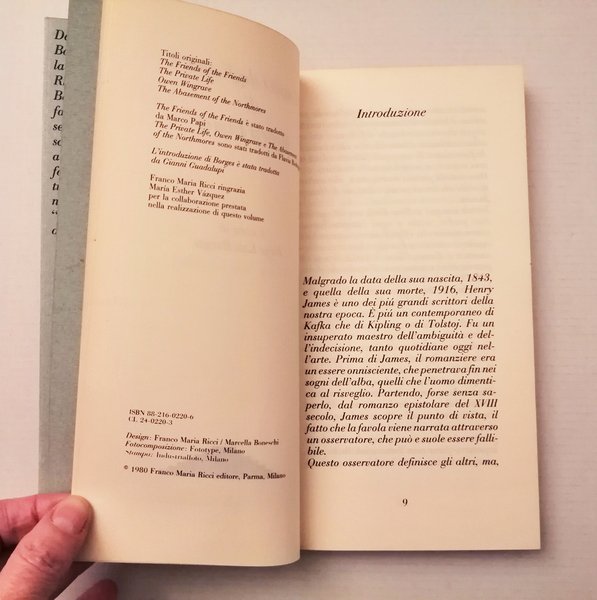 Titoli originali:
The Friends of the Friends
The Private Life
Owen Wingrave
The Abasement of the Northmores
The Friends of the Friends è stato tradotto
da Marco Papi
The Private Life, Owen Wingrave e The Abasement
of the Northmores sono stati tradotti da
L'introduzione di Borges è stata tradotta
da Gianni Guadalupi
Franco Maria Ricci ringrazia
Maria Esther Vázquez
per la collaborazione prestata
nella realizzazione di questo volume
ISBN 88-216-0220-6
CL 24-0220-3
Design: Franco Maria Ricci / Marcella Boneschi
Fotocomposizione: Fototype, Milano
Stampa: Industrialloto, Milano
© 1980 Franco Maria Ricci editore, Parma, Milano
Introduzione
Malgrado la data della sua nascita, 1843,
e quella della sua morte, 1916, Henry
James è uno dei piú grandi scrittori della
nostra epoca. È piú un contemporaneo di
Kafka che di Kipling o di Tolstoj. Fu un
insuperato maestro dell'ambiguità e del-
l'indecisione, tanto quotidiane oggi nel-
l'arte. Prima di James, il romanziere era
un essere onnisciente, che penetrava fin nei
sogni dell'alba, quelli che l'uomo dimenti-
ca al risveglio. Partendo, forse senza sa-
perlo, dal romanzo epistolare del XVIII
secolo, James scopre il punto di vista, il
fatto che la favola viene narrata attraverso
un osservatore, che può e suole essere falli-
bile.
Questo osservatore definisce gli altri, ma,
9